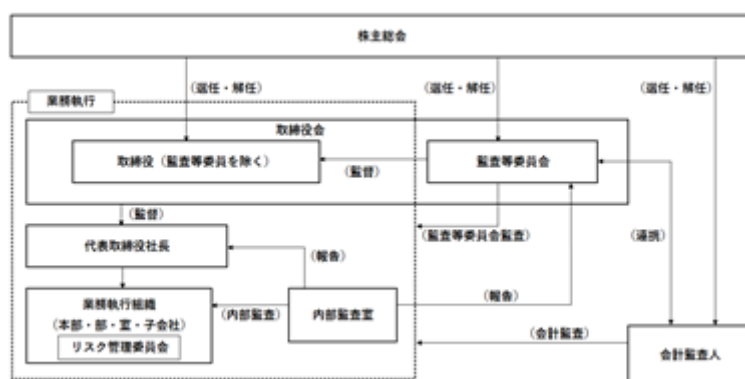 株主総会
（選任・解任）
（選任・解任）
（選任・解任）
業務執行
取締役会
取締役（監査等委員を除く）
監査等委員会
（監督）
（監督）
（監査等委員会監査）
（連携）
代表取締役社長
（報告）
業務執行組織
（本部・部・室・子会社）
リスク管理委員会
（内部監査）
内部監査室
（報告）
（会計監査）
会計監査人